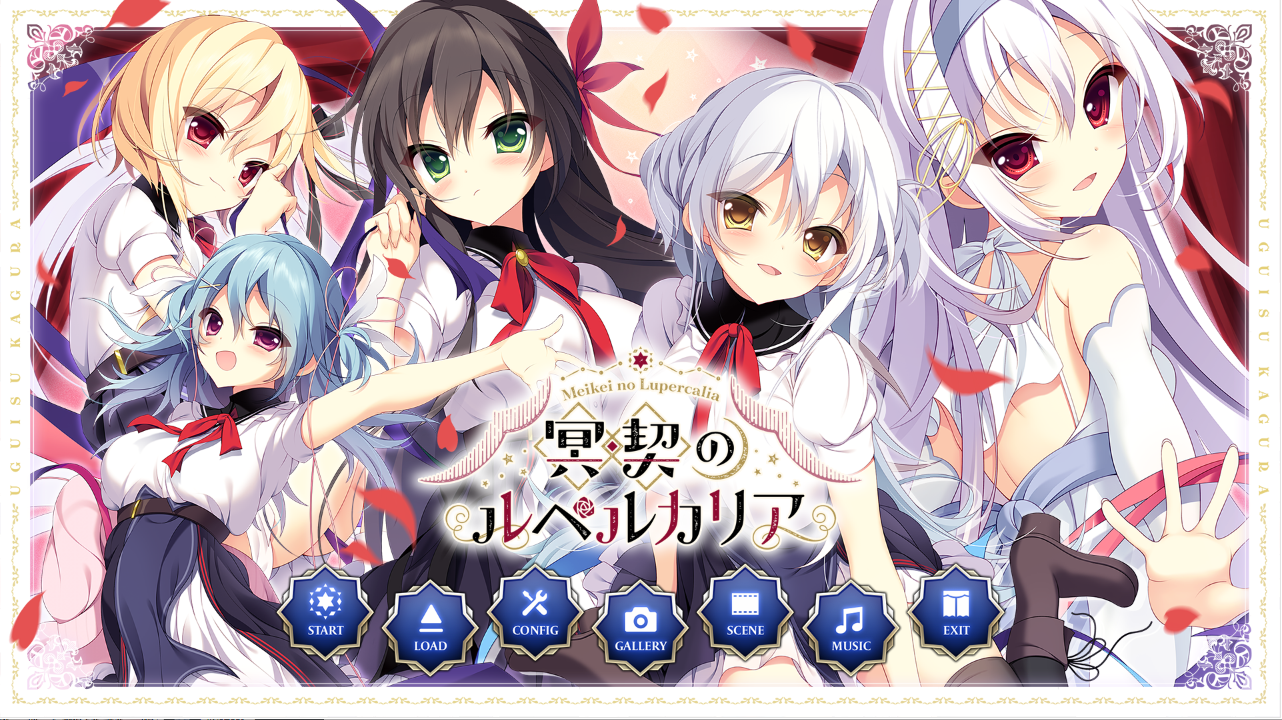 UGUISU KAGURA
UGUISU KAGURA
Meikei no Lupercalia
冥契の
ルペルカリア
START
LOAD
CONFIG
GALLERY
SCENE
MUSIC
EXIT